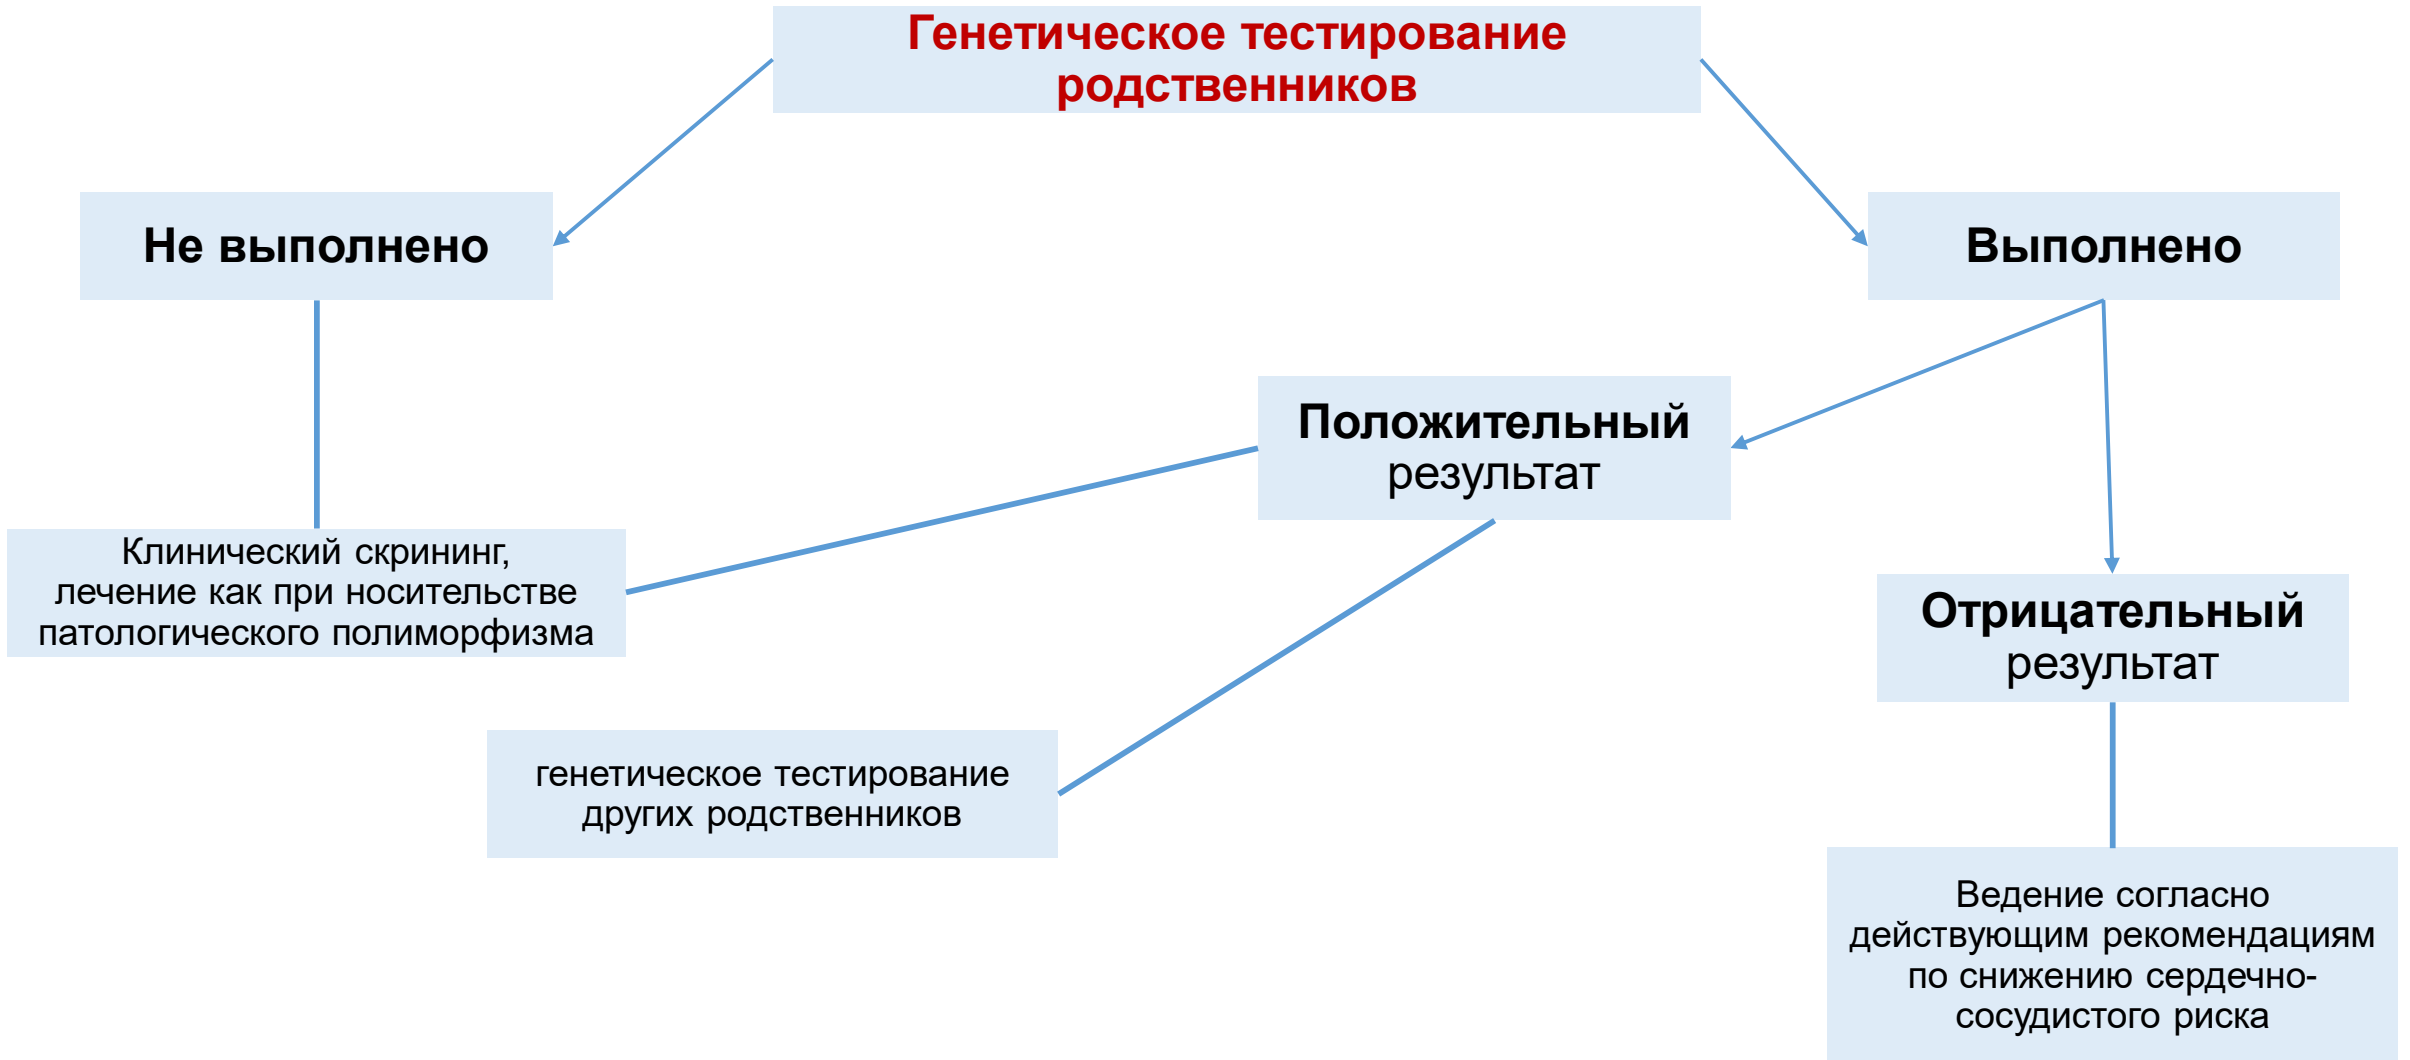 Генетическое тестирование
родственников
Не выполнено
Выполнено
Положительный
результат
Клинический скрининг,
лечение как при носительстве
патологического полиморфизма
Отрицательный
результат
генетическое тестирование
других родственников
Ведение согласно
действующим рекомендациям
по снижению сердечно-
сосудистого риска